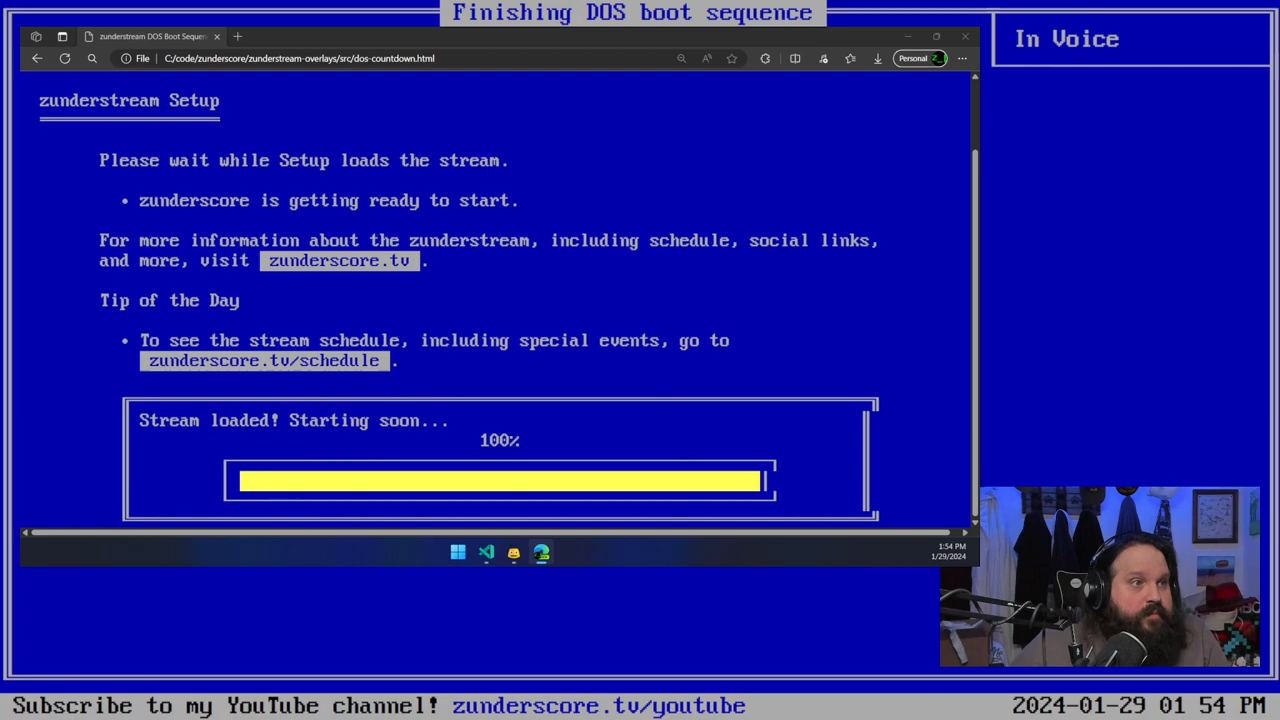 Finishing DOS boot sequence
In Voice
zunderstream DOS Boot Sequen
File
C:/code/zunderscore/zunderstream-overlays/src/dos-countdown.html
Personal
zunderstream Setup
Please wait while Setup loads the stream.
• zunderscore is getting ready to start.
For more information about the zunderstream, including schedule, social links,
and more, visit zunderscore.tv .
Tip of the Day
• To see the stream schedule, including special events, go to
zunderscore.tv/schedule .
Stream loaded! Starting soon...
100%
1:54 PM
1/29/2024
Subscribe to my YouTube channel! zunderscore.tv/youtube
2024-01-29 01 54 PM